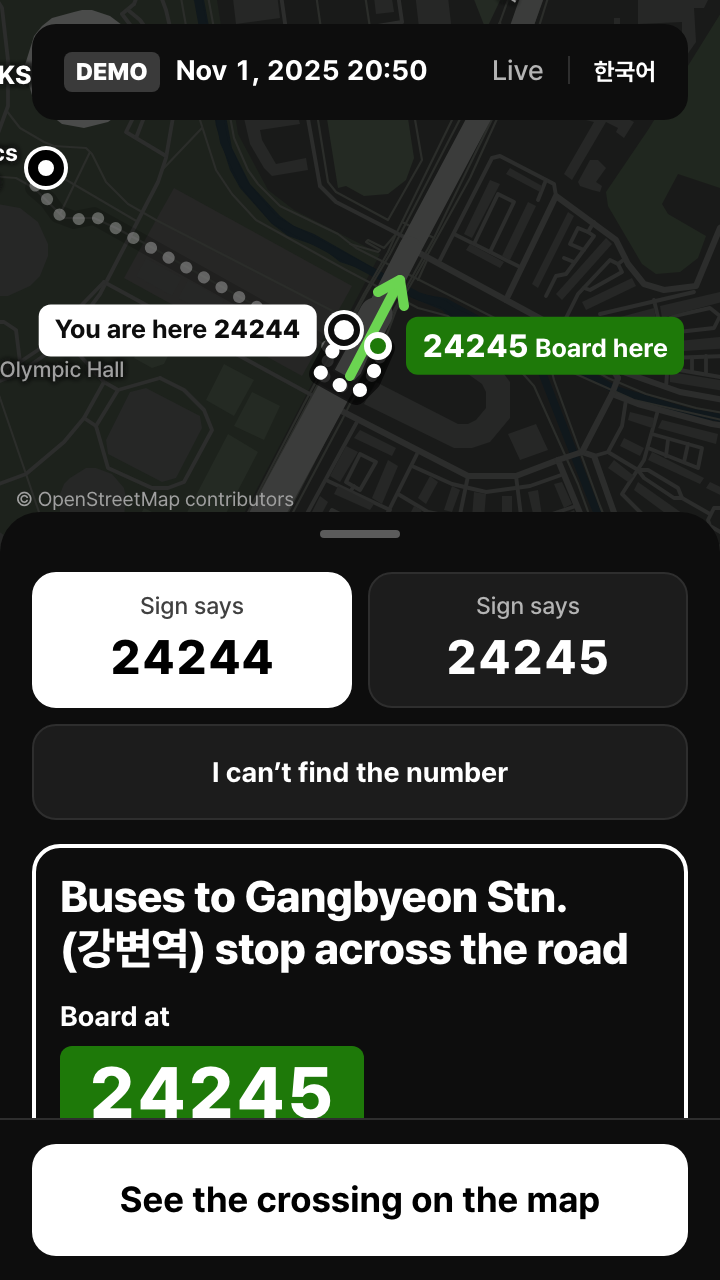 DEMO Nov 1, 2025 20:50 Live 한국어
KS
cs
You are here 24244
24245 Board here
Olympic Hall
© OpenStreetMap contributors
Sign says
24244
Sign says
24245
I can’t find the number
Buses to Gangbyeon Stn.
(강변역) stop across the road
Board at
24245
See the crossing on the map